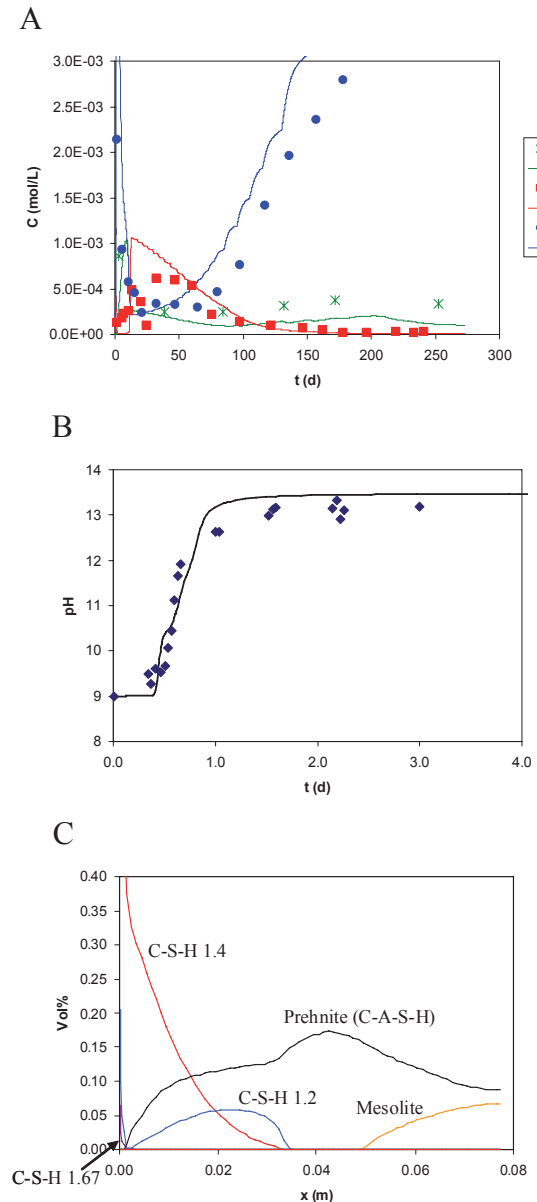 A
3.0E-03
2.5E-03
2.0E-03
1.5E-03
1.0E-03
5.0E-04
0.0E+00
C (mol/L)
0 50 100 150 200 250 300
t (d)
B
14
13
12
11
10
9
8
pH
0.0 1.0 2.0 3.0 4.0
t (d)
C
0.40
0.35
0.30
0.25
0.20
0.15
0.10
0.05
0.00
Vol%
C-S-H 1.4
Prehnite (C-A-S-H)
C-S-H 1.2
Mesolite
C-S-H 1.67
0.00 0.02 0.04 0.06 0.08
x (m)